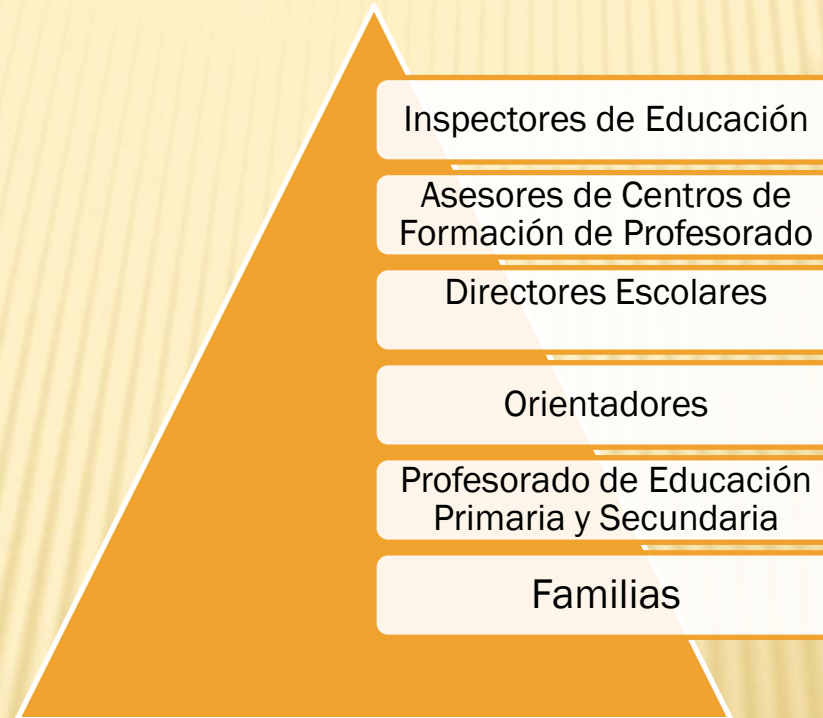 Inspectores de Educación
Asesores de Centros de
Formación de Profesorado
Directores Escolares
Orientadores
Profesorado de Educación
Primaria y Secundaria
Familias